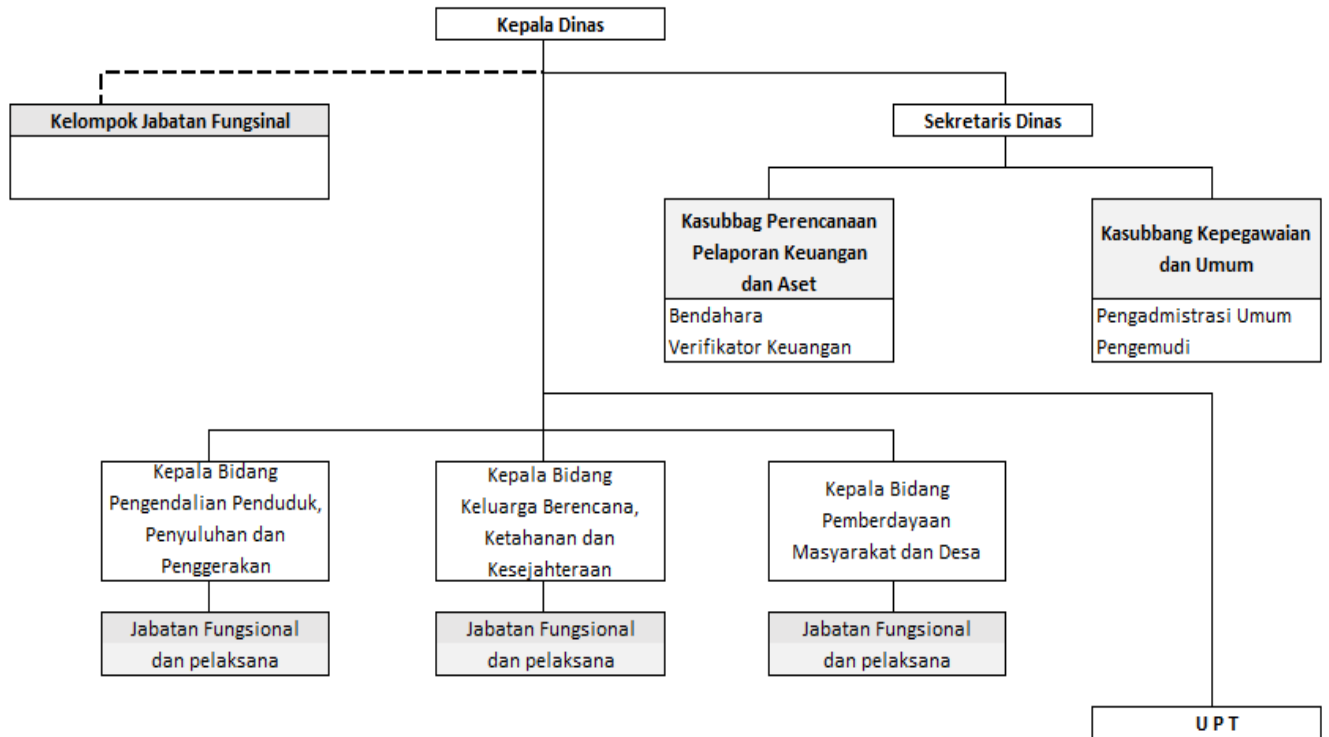 Kepala Dinas
Kelompok Jabatan Fungsinal
Sekretaris Dinas
Kasubbag Perencanaan
Pelaporan Keuangan
dan Aset
Bendahara
Verifikator Keuangan
Kasubbang Kepegawaian
dan Umum
Pengadmistrasi Umum
Pengemudi
Kepala Bidang
Pengendalian Penduduk,
Penyuluhan dan
Penggerakan
Kepala Bidang
Keluarga Berencana,
Ketahanan dan
Kesejahteraan
Kepala Bidang
Pemberdayaan
Masyarakat dan Desa
Jabatan Fungsional
dan pelaksana
Jabatan Fungsional
dan pelaksana
Jabatan Fungsional
dan pelaksana
U P T